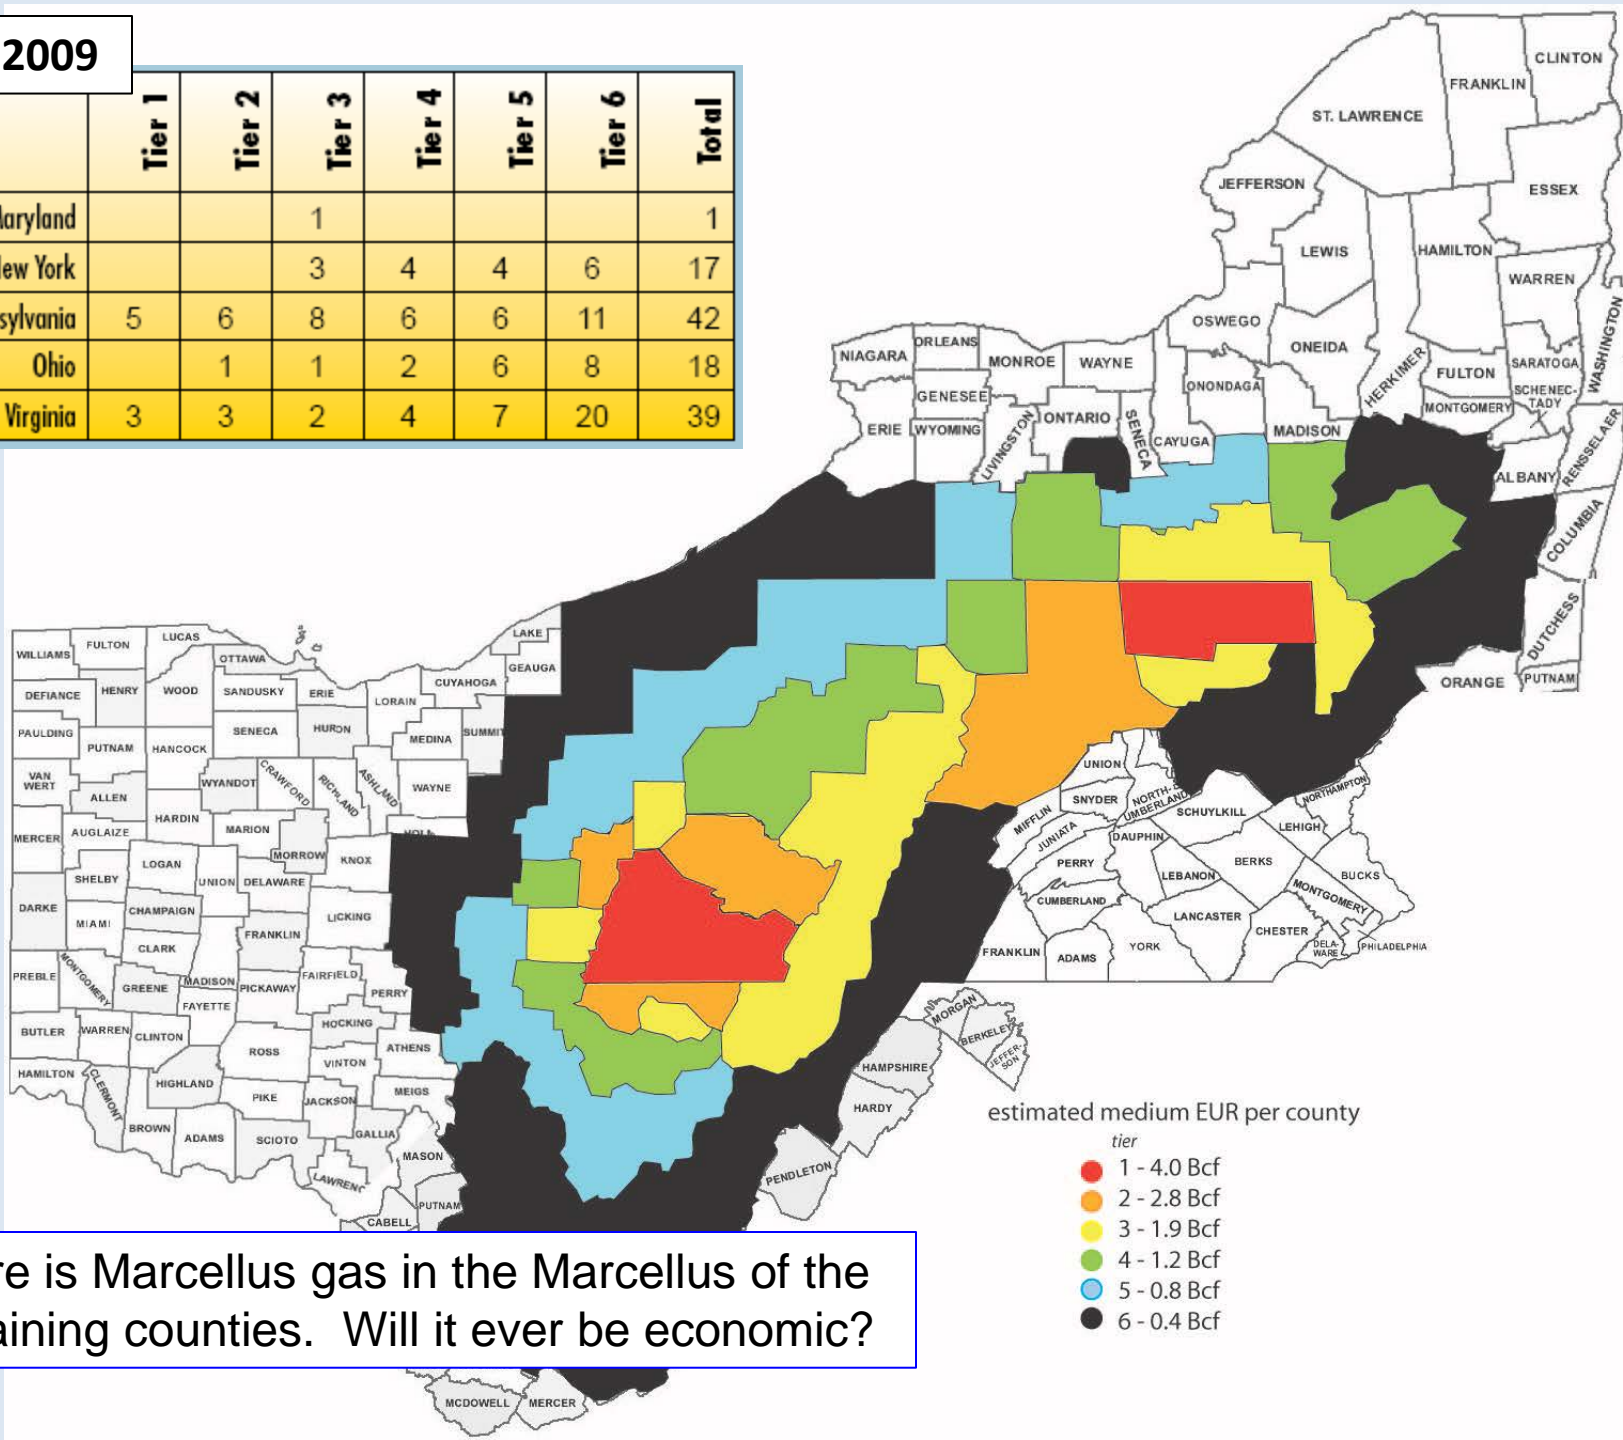 2009
Tier 1 Tier 2 Tier 3 Tier 4 Tier 5 Tier 6 Total
aryland 1 1
ew York 3 4 4 6 17
sylvania 5 6 8 6 6 11 42
Ohio 1 1 2 6 8 18
Virginia 3 3 2 4 7 20 39
CLINTON
FRANKLIN
ST. LAWRENCE
JEFFERSON
ESSEX
LEWIS
HAMILTON
WARREN
WASHINGTON
OSWEGO
ONEIDA
HERKIMER
FULTON
SARATOGA
SCHENEC-
TADY
MONTGOMERY
NIAGARA
ORLEANS
MONROE
WAYNE
GENESEE
ONONDAGA
ERIE
WYOMING
LIVINGSTON
ONTARIO
SENECA
CAYUGA
MADISON
ALBANY
RENSSELAER
COLUMBIA
DUTCHESS
ORANGE
PUTNAM
WILLIAMS
FULTON
LUCAS
OTTAWA
LAKE
GEAUGA
CUYAHOGA
DEFIANCE
HENRY
WOOD
SANDUSKY
ERIE
LORAIN
PAULDING
PUTNAM
HANCOCK
SENECA
HURON
MEDINA
SUMMIT
VAN
WERT
ALLEN
WYANDOT
CRAWFORD
RICHLAND
ASHLAND
WAYNE
MERCER
AUGLAIZE
HARDIN
MARION
MORROW
KNOX
SHELBY
LOGAN
UNION
DELAWARE
DARKE
MIAMI
CHAMPAIGN
LICKING
CLARK
FRANKLIN
PREBLE
MONTGOMERY
GREENE
MADISON
PICKAWAY
FAIRFIELD
PERRY
FAYETTE
BUTLER
WARREN
CLINTON
HOCKING
ROSS
VINTON
ATHENS
HAMILTON
CLERMONT
HIGHLAND
PIKE
JACKSON
MEIGS
BROWN
ADAMS
SCIOTO
GALLIA
LAWRENC
MASON
PUTNAM
CABELL
UNION
SNYDER
NORTH-
UMBERLAND
MIFFLIN
JUNIATA
SCHUYLKILL
NORTHAMPTON
LEHIGH
DAUPHIN
PERRY
LEBANON
BERKS
BUCKS
MONTGOMERY
CUMBERLAND
LANCASTER
CHESTER
DELA-
WARE
PHILADELPHIA
FRANKLIN
ADAMS
YORK
MORGAN
BERKELEY
JEFFER-
SON
HAMPSHIRE
HARDY
PENDLETON
estimated medium EUR per county
tier
1 - 4.0 Bcf
2 - 2.8 Bcf
3 - 1.9 Bcf
4 - 1.2 Bcf
5 - 0.8 Bcf
6 - 0.4 Bcf
re is Marcellus gas in the Marcellus of the
aining counties. Will it ever be economic?
MCDOWELL
MERCER